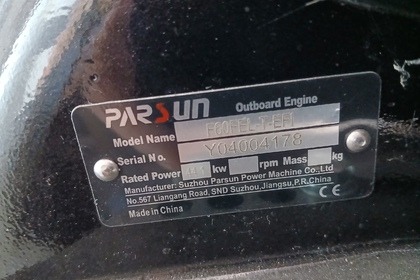 PARSUN Outboard Engine
Model Name F60FEL-T-EFI
Serial No. Y04004178
Rated Power kw rpm Mass kg
Manufacturer: Suzhou Parsun Power Machine Co.,Ltd
No.567 Liangang Road, SND Suzhou,Jiangsu,P.R.China
Made in China CE